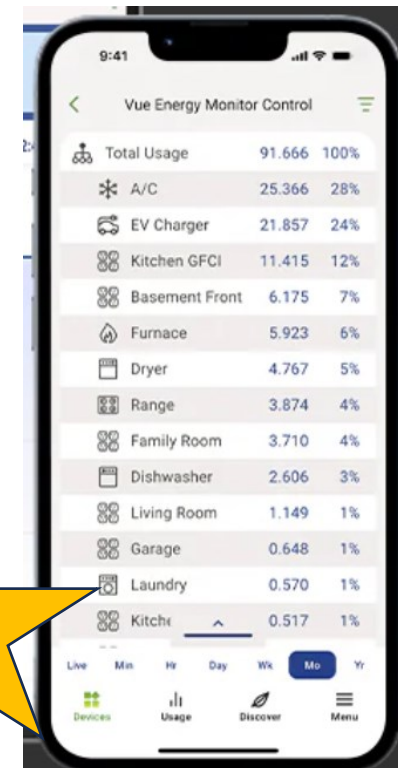 9:41
Vue Energy Monitor Control
Total Usage 91.666 100%
A/C 25.366 28%
EV Charger 21.857 24%
Kitchen GFCI 11.415 12%
Basement Front 6.175 7%
Furnace 5.923 6%
Dryer 4.767 5%
Range 3.874 4%
Family Room 3.710 4%
Dishwasher 2.606 3%
Living Room 1.149 1%
Garage 0.648 1%
Laundry 0.570 1%
Kitche 0.517 1%
Live Min Hr Day Wk Mo Yr
Devices Usage Discover Menu